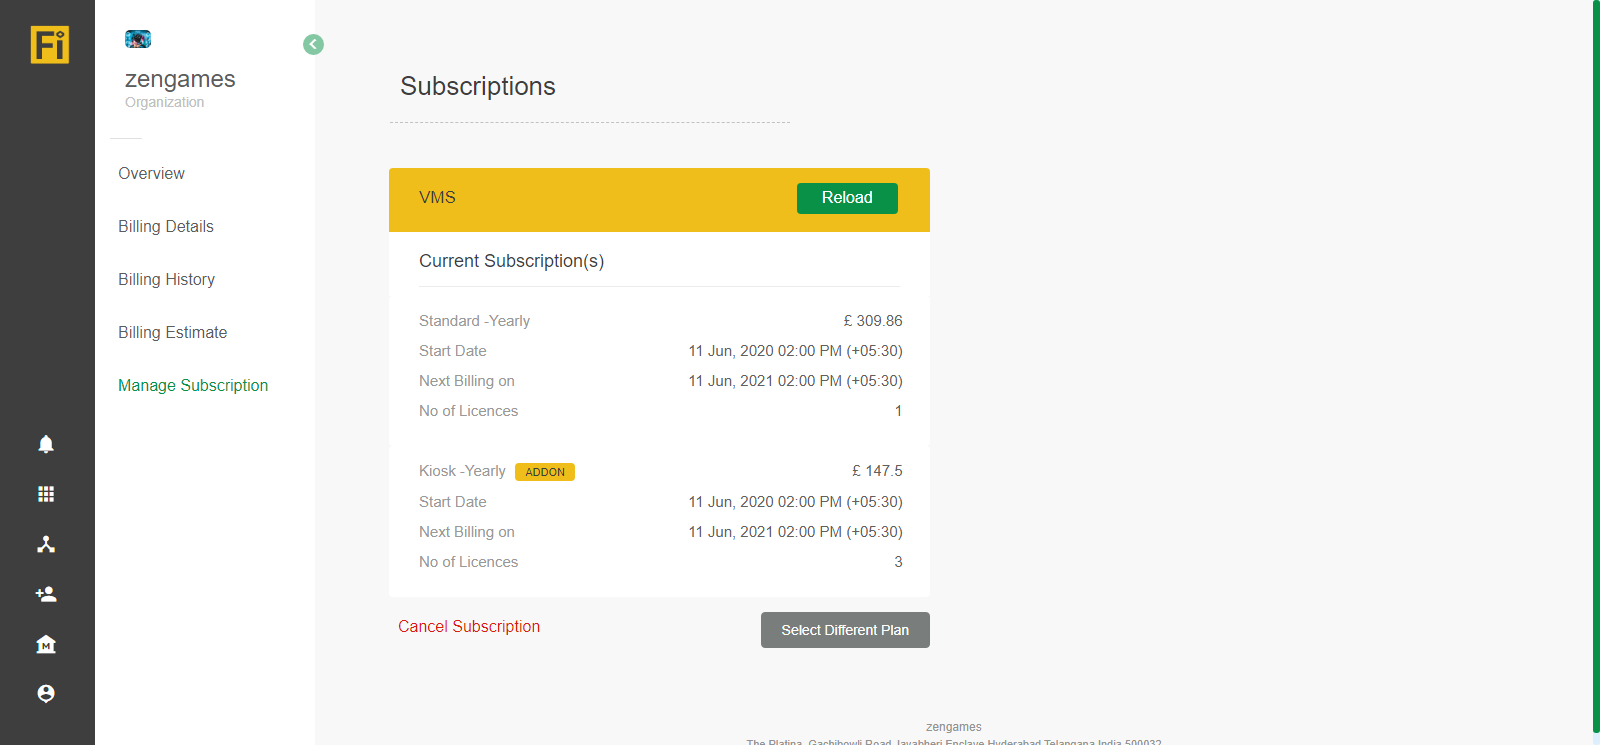 Fi
zengames
Organization
Overview
Billing Details
Billing History
Billing Estimate
Manage Subscription
M
Subscriptions
VMS
Reload
Current Subscription(s)
Standard -Yearly £ 309.86
Start Date 11 Jun, 2020 02:00 PM (+05:30)
Next Billing on 11 Jun, 2021 02:00 PM (+05:30)
No of Licences 1
Kiosk -Yearly ADDON £ 147.5
Start Date 11 Jun, 2020 02:00 PM (+05:30)
Next Billing on 11 Jun, 2021 02:00 PM (+05:30)
No of Licences 3
Cancel Subscription
Select Different Plan
zengames
The Platina, Gachibowli Road, Jayabheri Enclave Hyderabad Telangana India 500032